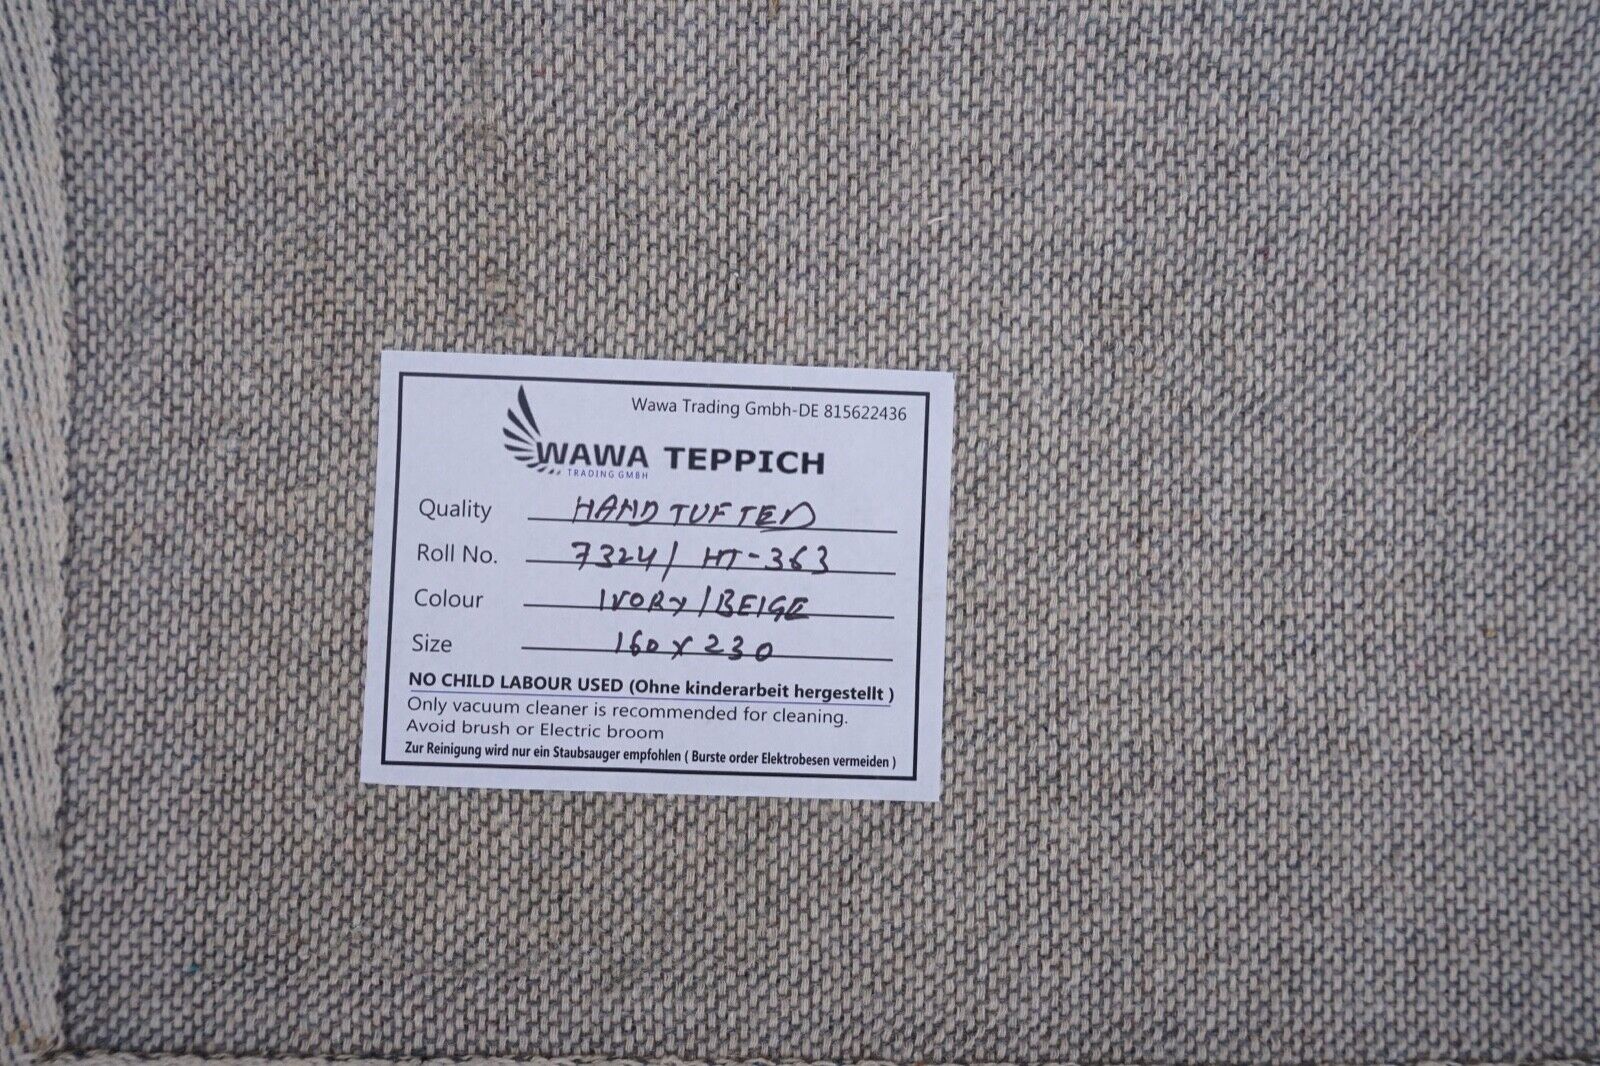 Wawa Trading Gmbh-DE 815622436
WAWA TEPPICH
TRADING GMBH
Quality HAND TUFTED
Roll No. 7324/ HT-363
Colour IVORY/BEIGE
Size 160 x 230
NO CHILD LABOUR USED (Ohne kinderarbeit hergestellt )
Only vacuum cleaner is recommended for cleaning.
Avoid brush or Electric broom
Zur Reinigung wird nur ein Staubsauger empfohlen ( Burste order Elektrobesen vermeiden )